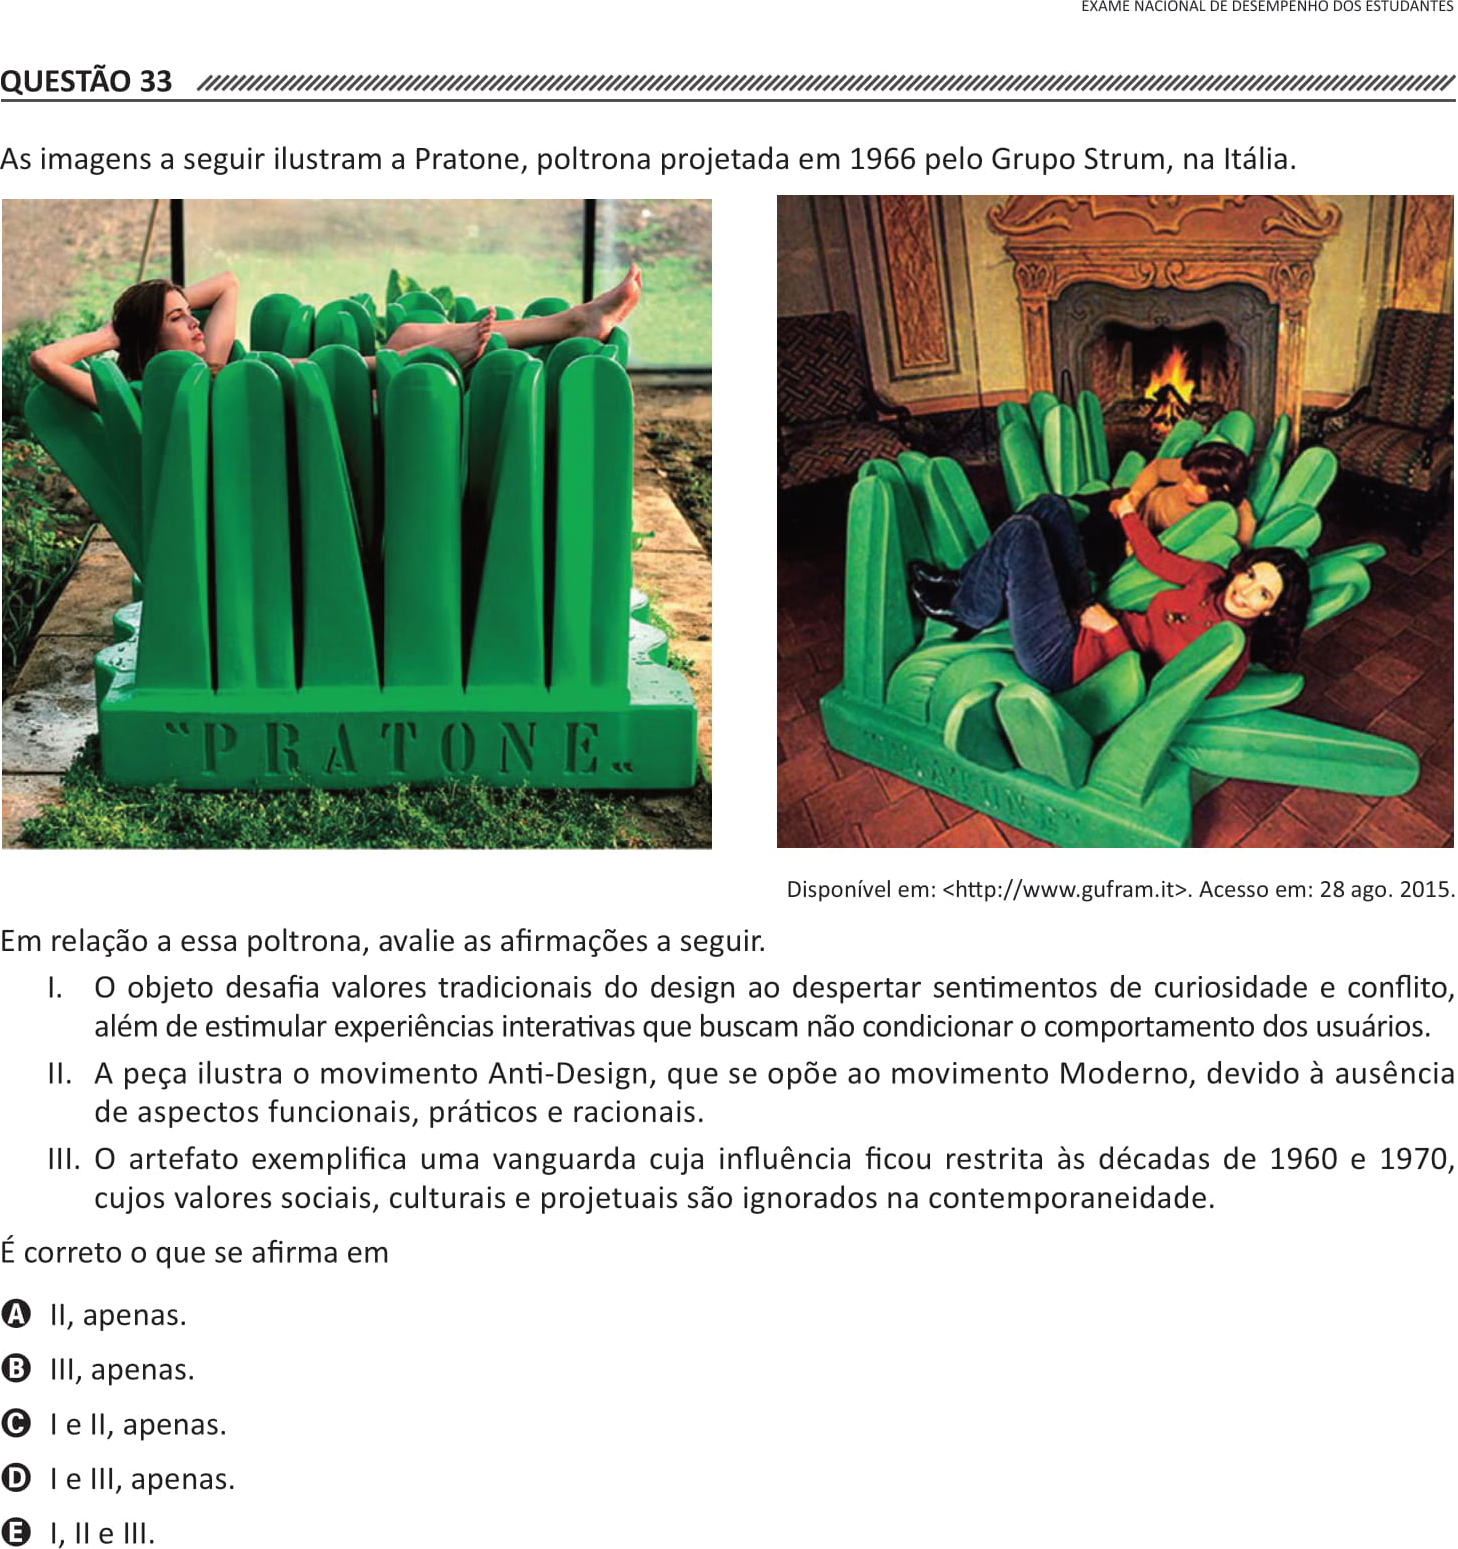 EXAME NACIONAL DE DESEMPENHO DOS ESTUDANTES
QUESTÃO 33
As imagens a seguir ilustram a Pratone, poltrona projetada em 1966 pelo Grupo Strum, na Itália.
“PRATONE„
"PRATONE"
Disponível em: <http://www.gufram.it>. Acesso em: 28 ago. 2015.
Em relação a essa poltrona, avalie as afirmações a seguir.
I. O objeto desafia valores tradicionais do design ao despertar sentimentos de curiosidade e conflito,
além de estimular experiências interativas que buscam não condicionar o comportamento dos usuários.
II. A peça ilustra o movimento Anti-Design, que se opõe ao movimento Moderno, devido à ausência
de aspectos funcionais, práticos e racionais.
III. O artefato exemplifica uma vanguarda cuja influência ficou restrita às décadas de 1960 e 1970,
cujos valores sociais, culturais e projetuais são ignorados na contemporaneidade.
É correto o que se afirma em
A II, apenas.
B III, apenas.
C I e II, apenas.
D I e III, apenas.
E I, II e III.